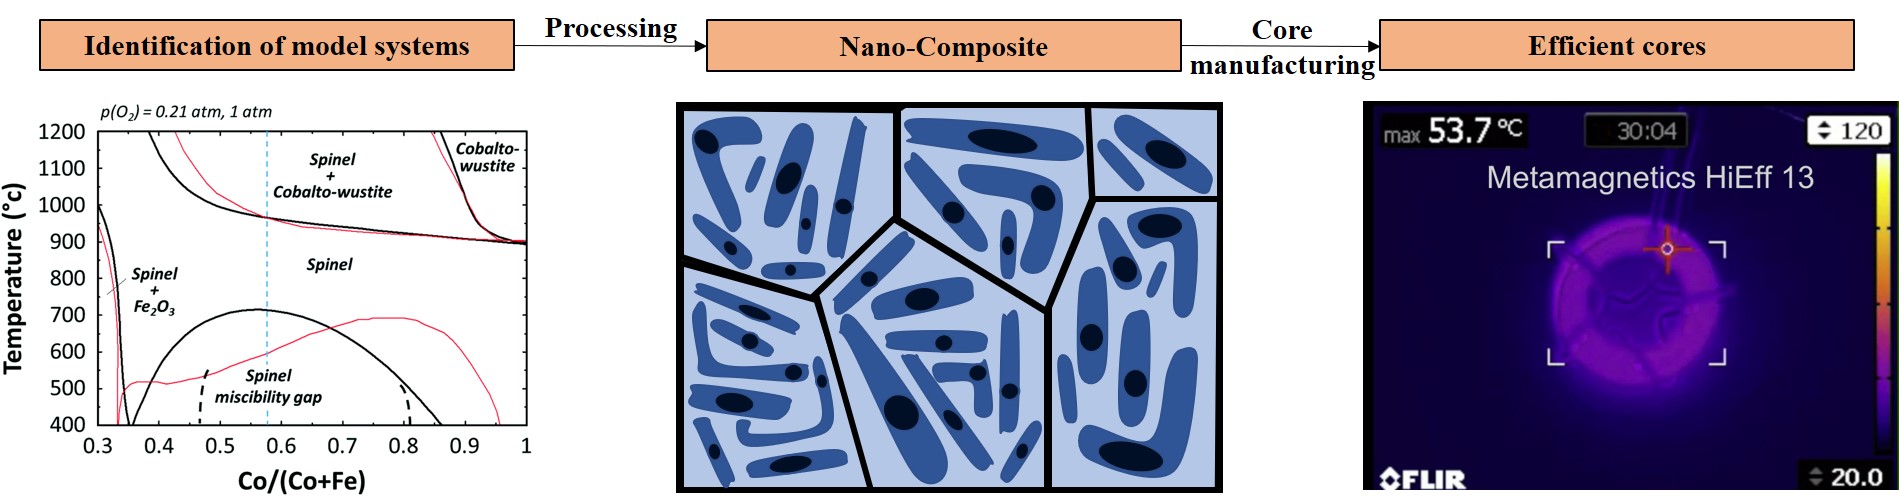 Identification of model systems
Processing
Nano-Composite
Core
manufacturing
Efficient cores
p(O₂) = 0.21 atm, 1 atm
Temperature (°c)
1200
1100
1000
900
800
700
600
500
400
0.3
0.4
0.5
0.6
0.7
0.8
0.9
1
Co/(Co+Fe)
Spinel
+
Cobalto-wustite
Cobalto-
wustite
Spinel
Spinel
+
Fe₂O₃
Spinel
miscibility gap
max 53.7 °C
30:04
120
Metamagnetics HiEff 13
FLIR
20.0